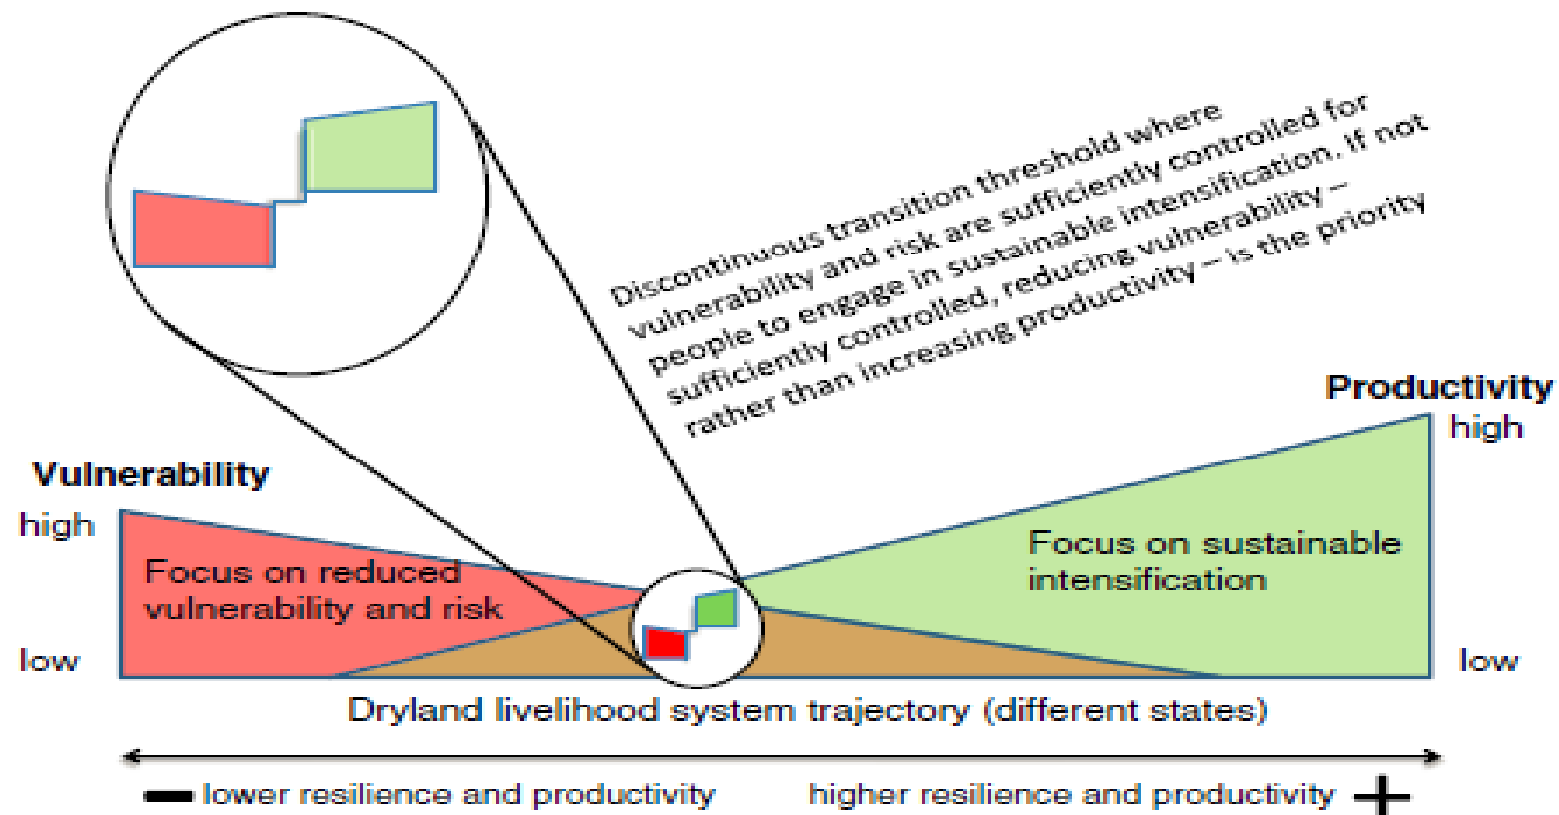 Discontinuous transition threshold where
vulnerability and risk are sufficiently controlled for
people to engage in sustainable intensification. If not
sufficiently controlled, reducing vulnerability –
rather than increasing productivity – is the priority
Productivity
high
Vulnerability
high
Focus on reduced
vulnerability and risk
Focus on sustainable
intensification
low
low
Dryland livelihood system trajectory (different states)
lower resilience and productivity
higher resilience and productivity